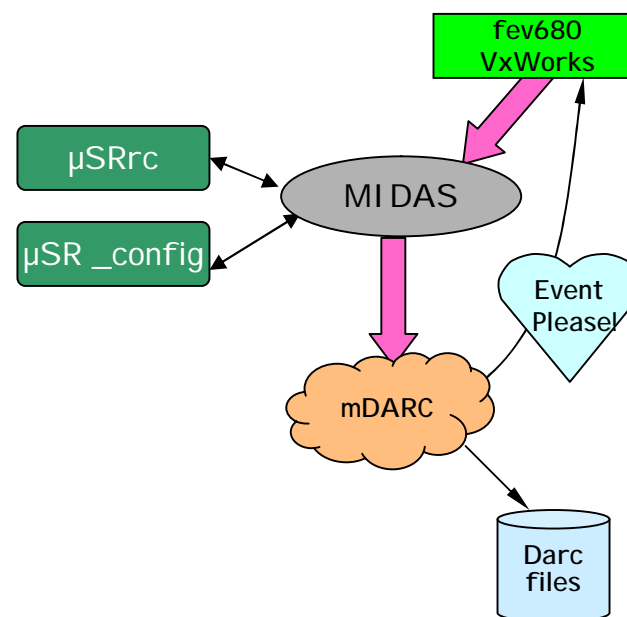 fev680
VxWorks
µSRrc
MIDAS
µSR _config
Event
Please!
mDARC
Darc
files